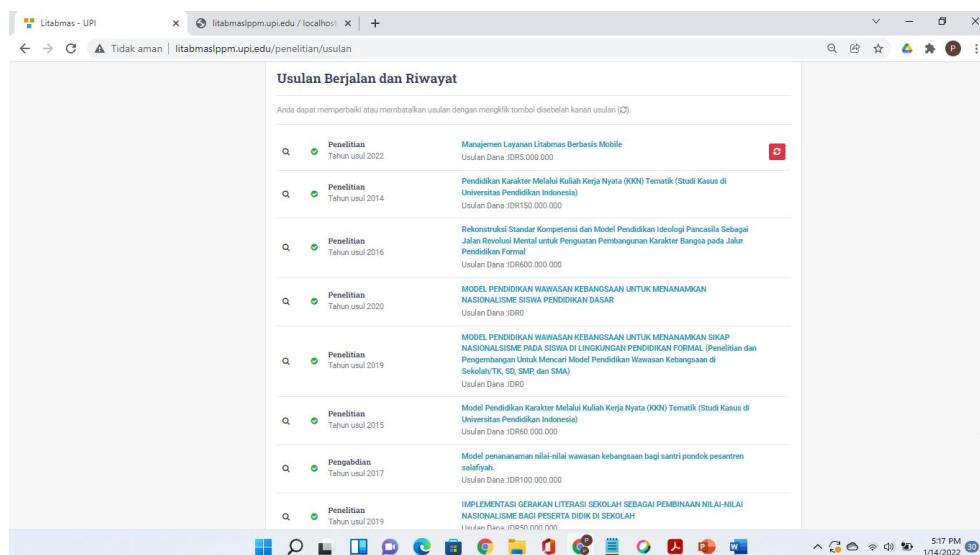 Litabmas - UPI
litabmaslppm.upi.edu / localhost
Tidak aman
litabmaslppm.upi.edu/penelitian/usulan
P
Usulan Berjalan dan Riwayat
Anda dapat memperbaiki atau membatalkan usulan dengan mengklik tombol disebelah kanan usulan ().
Penelitian
Tahun usul 2022
Manajemen Layanan Litabmas Berbasis Mobile
Usulan Dana :IDR5.000.000
Penelitian
Tahun usul 2014
Pendidikan Karakter Melalui Kuliah Kerja Nyata (KKN) Tematik (Studi Kasus di
Universitas Pendidikan Indonesia)
Usulan Dana :IDR150.000.000
Penelitian
Tahun usul 2016
Rekonstruksi Standar Kompetensi dan Model Pendidikan Ideologi Pancasila Sebagai
Jalan Revolusi Mental untuk Penguatan Pembangunan Karakter Bangsa pada Jalur
Pendidikan Formal
Usulan Dana :IDR600.000.000
Penelitian
Tahun usul 2020
MODEL PENDIDIKAN WAWASAN KEBANGSAAN UNTUK MENANAMKAN
NASIONALISME SISWA PENDIDIKAN DASAR
Usulan Dana :IDR0
Penelitian
Tahun usul 2019
MODEL PENDIDIKAN WAWASAN KEBANGSAAN UNTUK MENANAMKAN SIKAP
NASIONALSISME PADA SISWA DI LINGKUNGAN PENDIDIKAN FORMAL (Penelitian dan
Pengembangan Untuk Mencari Model Pendidikan Wawasan Kebangsaan di
Sekolah/TK, SD, SMP, dan SMA)
Usulan Dana :IDR0
Penelitian
Tahun usul 2015
Model Pendidikan Karakter Melalui Kuliah Kerja Nyata (KKN) Tematik (Studi Kasus di
Universitas Pendidikan Indonesia)
Usulan Dana :IDR60.000.000
Pengabdian
Tahun usul 2017
Model penananaman nilai-nilai wawasan kebangsaan bagi santri pondok pesantren
salafiyah.
Usulan Dana :IDR100.000.000
Penelitian
Tahun usul 2019
IMPLEMENTASI GERAKAN LITERASI SEKOLAH SEBAGAI PEMBINAAN NILAI-NILAI
NASIONALISME BAGI PESERTA DIDIK DI SEKOLAH
Usulan Dana :IDR50.000.000
5:17 PM
1/14/2022
30